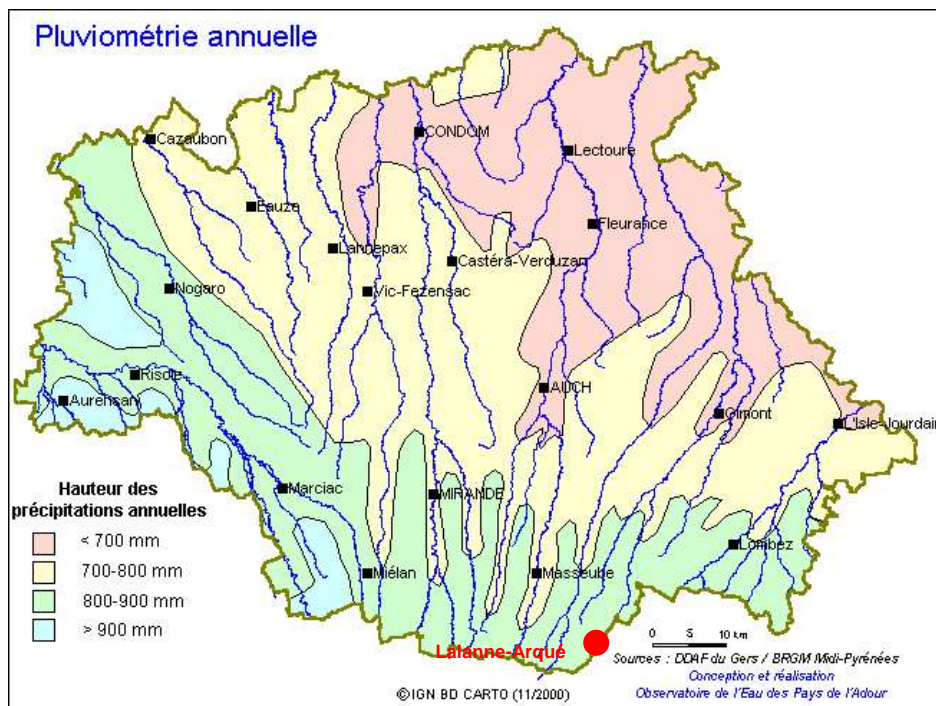 Pluviométrie annuelle
CONDOM
Cazaubon
Lectoure
Eauze
Fleurance
Lannepax
Castéra-Verduzan
Nogaro
Vic-Fezensac
Riscle
AUCH
Aurensan
Gimont
L'Isle-Jourdain
Hauteur des
précipitations annuelles
Marciac
MIRANDE
< 700 mm
Lombez
700-800 mm
Miélan
Masseube
800-900 mm
> 900 mm
Lalanne-Arqué
0 5 10 km
Sources : DDAF du Gers / BRGM Midi-Pyrénées
Conception et réalisation
Observatoire de l'Eau des Pays de l'Adour
©IGN BD CARTO (11/2000)